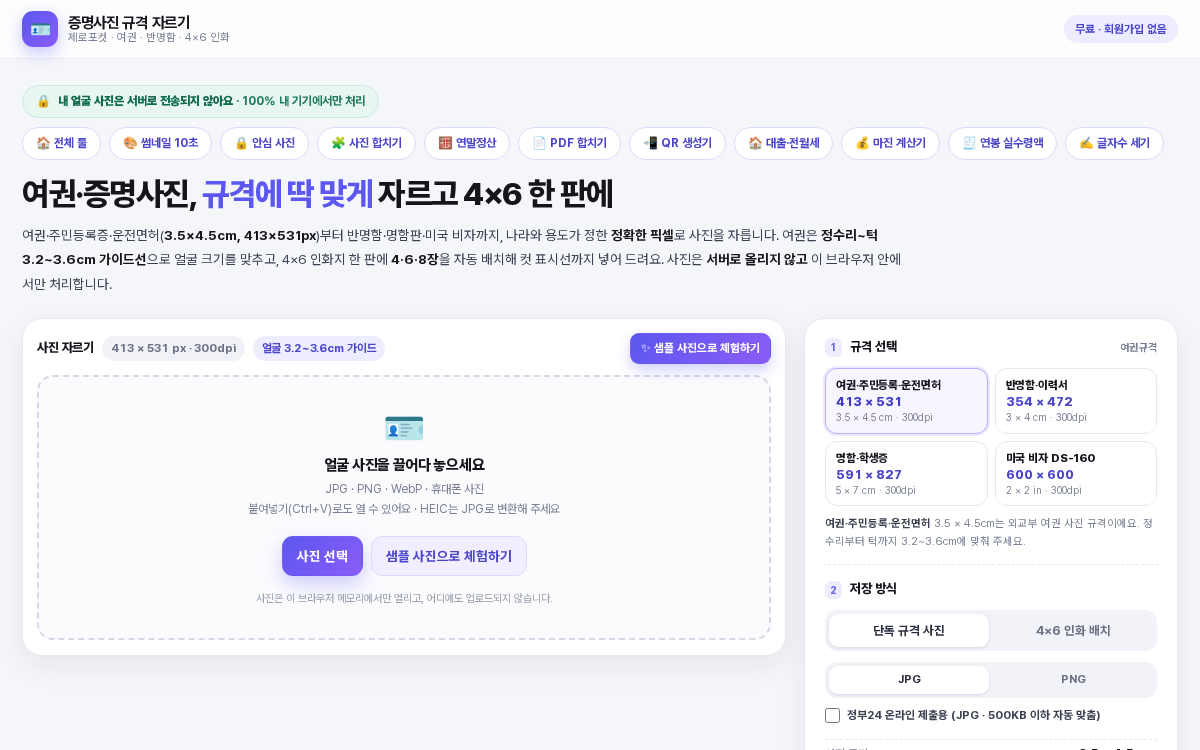 증명사진 규격 자르기
제로포켓 · 여권 · 반명함 · 4×6 인화
무료 · 회원가입 없음
🔒 내 얼굴 사진은 서버로 전송되지 않아요 · 100% 내 기기에서만 처리
🏠 전체 툴 🎨 썸네일 10초 🔒 안심 사진 🧩 사진 합치기 🧧 연말정산 📄 PDF 합치기 📲 QR 생성기 🏠 대출·전월세 💰 마진 계산기 🧾 연봉 실수령액 ✍️ 글자수 세기
여권·증명사진, 규격에 딱 맞게 자르고 4×6 한 판에
여권·주민등록증·운전면허(3.5×4.5cm, 413×531px)부터 반명함·명함판·미국 비자까지, 나라와 용도가 정한 정확한 픽셀로 사진을 자릅니다. 여권은 정수리~턱
3.2~3.6cm 가이드선으로 얼굴 크기를 맞추고, 4×6 인화지 한 판에 4·6·8장을 자동 배치해 컷 표시선까지 넣어 드려요. 사진은 서버로 올리지 않고 이 브라우저 안에
서만 처리합니다.
사진 자르기 413 × 531 px · 300dpi 얼굴 3.2~3.6cm 가이드 ✨ 샘플 사진으로 체험하기
얼굴 사진을 끌어다 놓으세요
JPG · PNG · WebP · 휴대폰 사진
붙여넣기(Ctrl+V)로도 열 수 있어요 · HEIC는 JPG로 변환해 주세요
사진 선택 샘플 사진으로 체험하기
사진은 이 브라우저 메모리에서만 열리고, 어디에도 업로드되지 않습니다.
1 규격 선택 여권규격
여권·주민등록·운전면허
413 × 531
3.5 × 4.5 cm · 300dpi
반명함·이력서
354 × 472
3 × 4 cm · 300dpi
명함·학생증
591 × 827
5 × 7 cm · 300dpi
미국 비자 DS-160
600 × 600
2 × 2 in · 300dpi
여권·주민등록·운전면허 3.5 × 4.5cm는 외교부 여권 사진 규격이에요. 정
수리부터 턱까지 3.2~3.6cm에 맞춰 주세요.
2 저장 방식
단독 규격 사진 4×6 인화 배치
JPG PNG
정부24 온라인 제출용 (JPG · 500KB 이하 자동 맞춤)